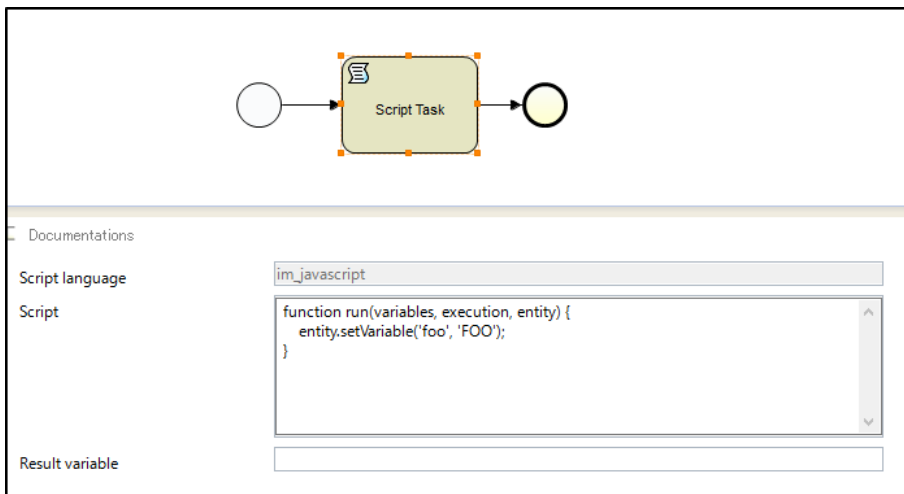 Script Task
Documentations
Script language
im_javascript
Script
function run(variables, execution, entity) {
    entity.setVariable('foo', 'FOO');
}
Result variable